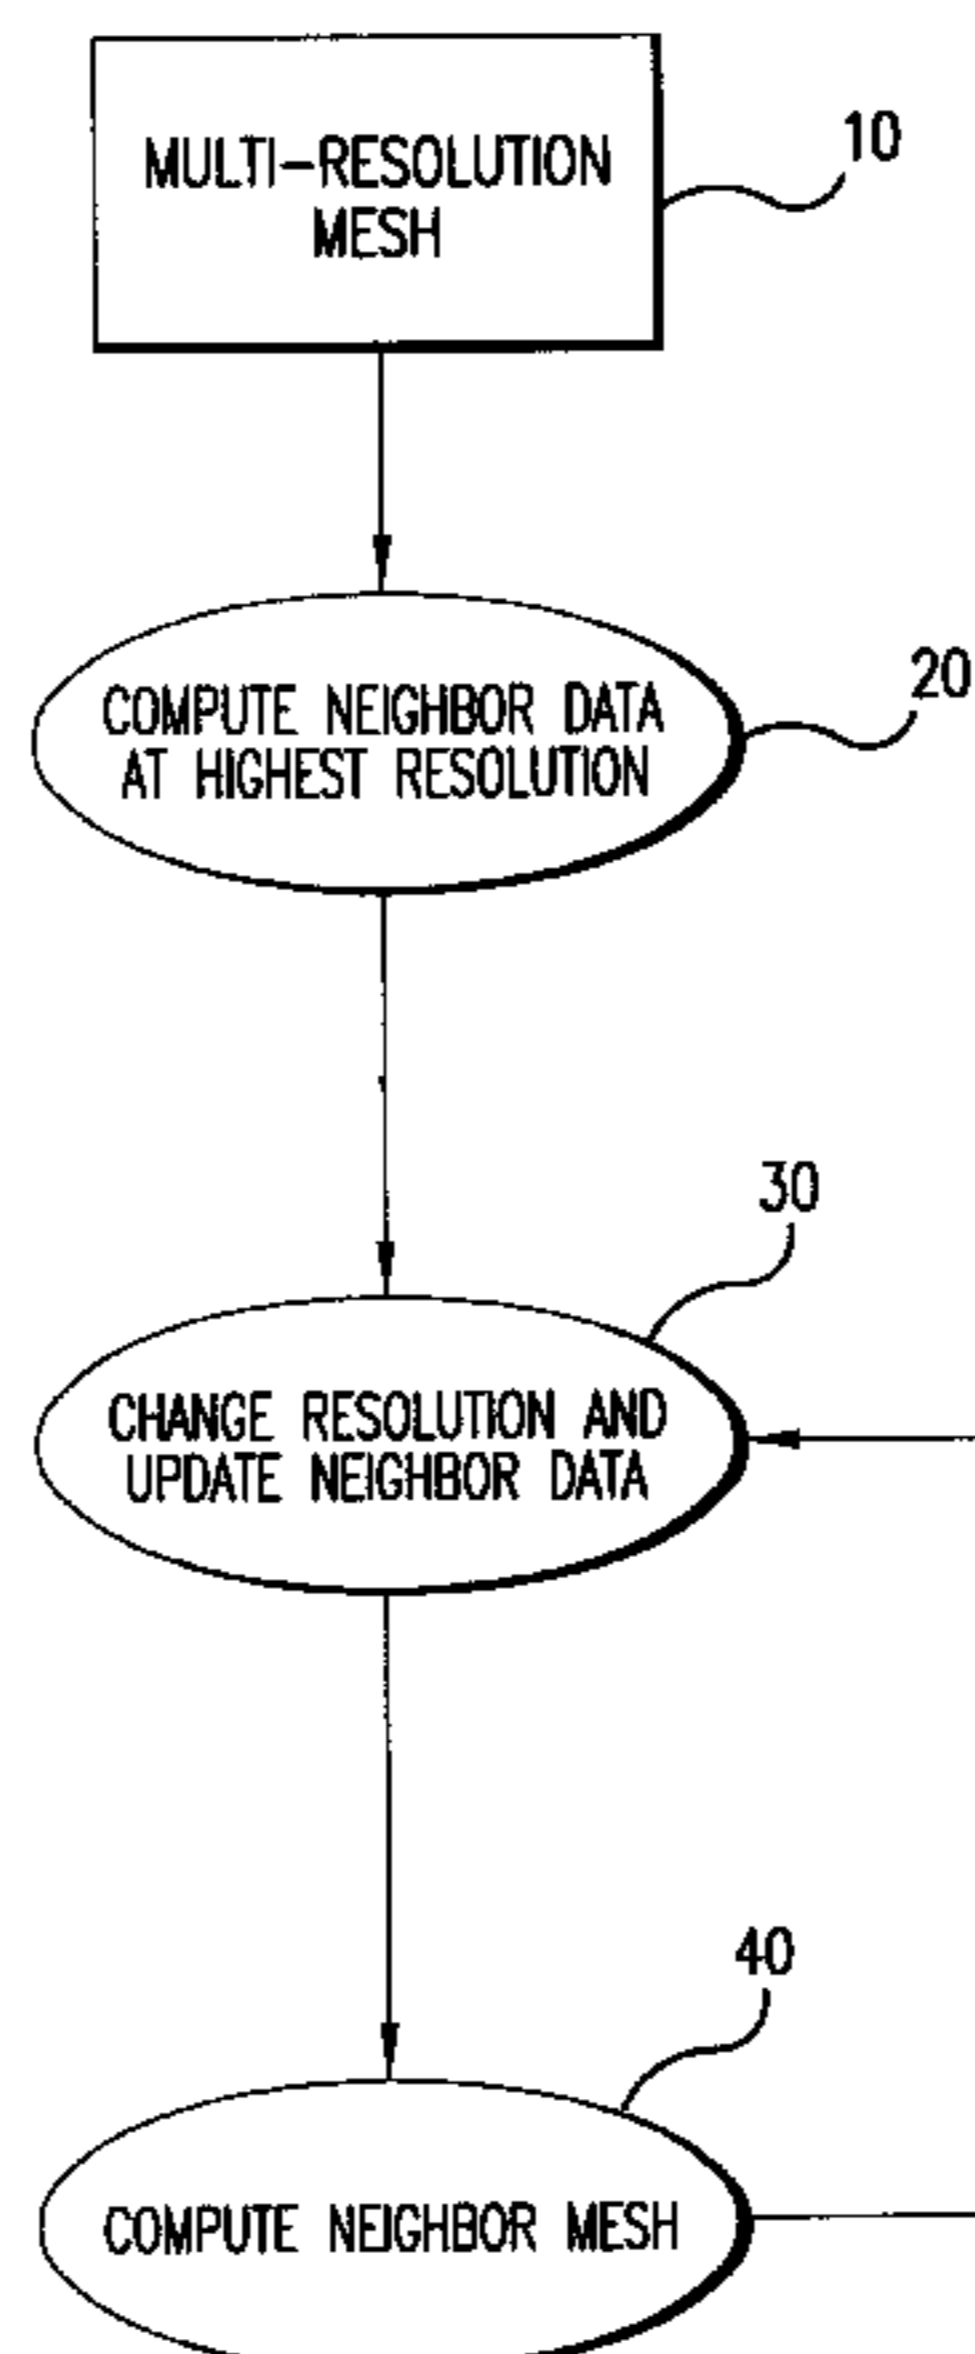 MULTI-RESOLUTION
MESH
10
COMPUTE NEIGHBOR DATA
AT HIGHEST RESOLUTION
20
30
CHANGE RESOLUTION AND
UPDATE NEIGHBOR DATA
40
COMPUTE NEIGHBOR MESH